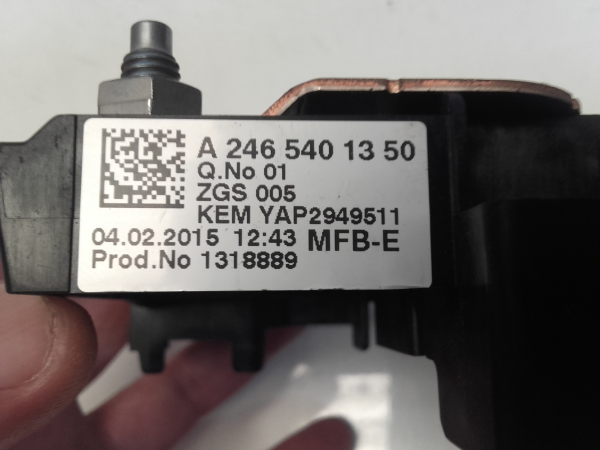 A 246 540 13 50
Q.No 01
ZGS 005
KEM YAP2949511
04.02.2015 12:43 MFB-E
Prod.No 1318889